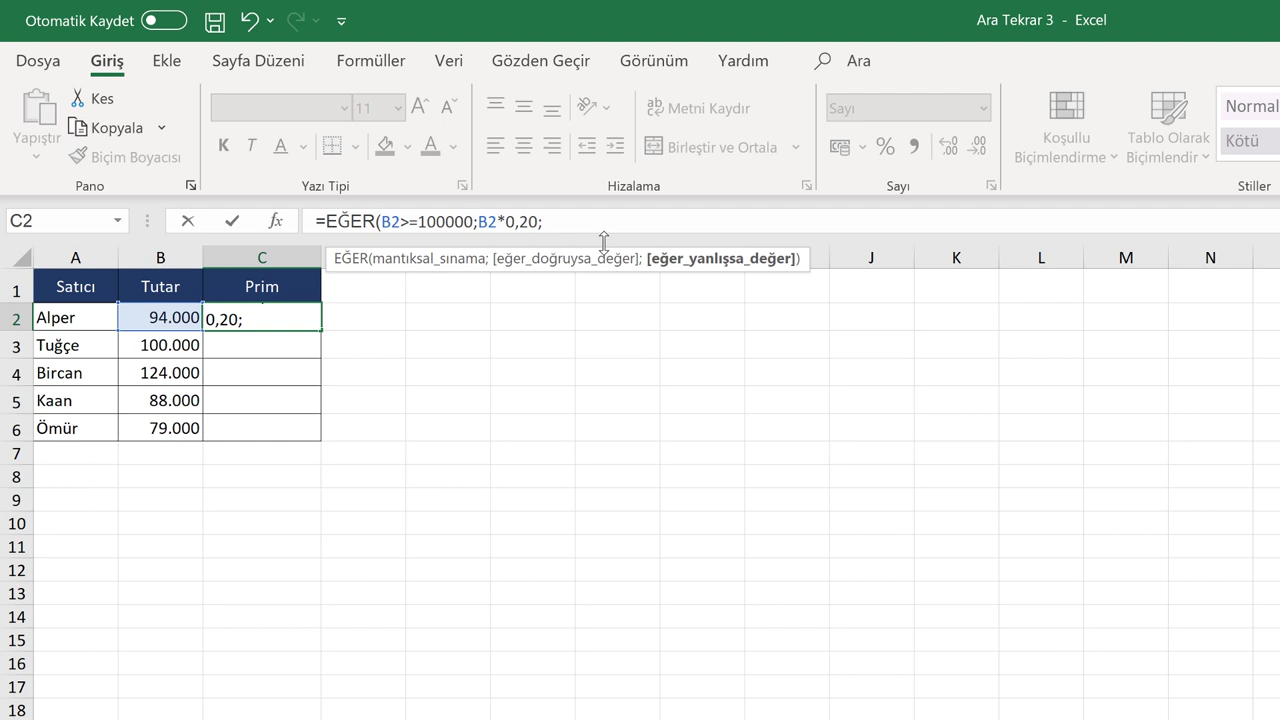 Otomatik Kaydet
Ara Tekrar 3 - Excel
Dosya Giriş Ekle Sayfa Düzeni Formüller Veri Gözden Geçir Görünüm Yardım Ara
Yapıştır
Kes
Kopyala
Biçim Boyacısı
Pano
11
K T A
Yazı Tipi
Metni Kaydır
Birleştir ve Ortala
Hizalama
Sayı
Sayı
Koşullu
Biçimlendirme
Tablo Olarak
Biçimlendir
Normal
Kötü
Stiller
C2
fx
=EĞER(B2>=100000;B2*0,20;
EĞER(mantıksal_sınama; [eğer_doğruysa_değer]; [eğer_yanlışsa_değer])
A B C J K L M N
1 Satıcı Tutar Prim
2 Alper 94.000 0,20;
3 Tuğçe 100.000
4 Bircan 124.000
5 Kaan 88.000
6 Ömür 79.000
7
8
9
10
11
12
13
14
15
16
17
18